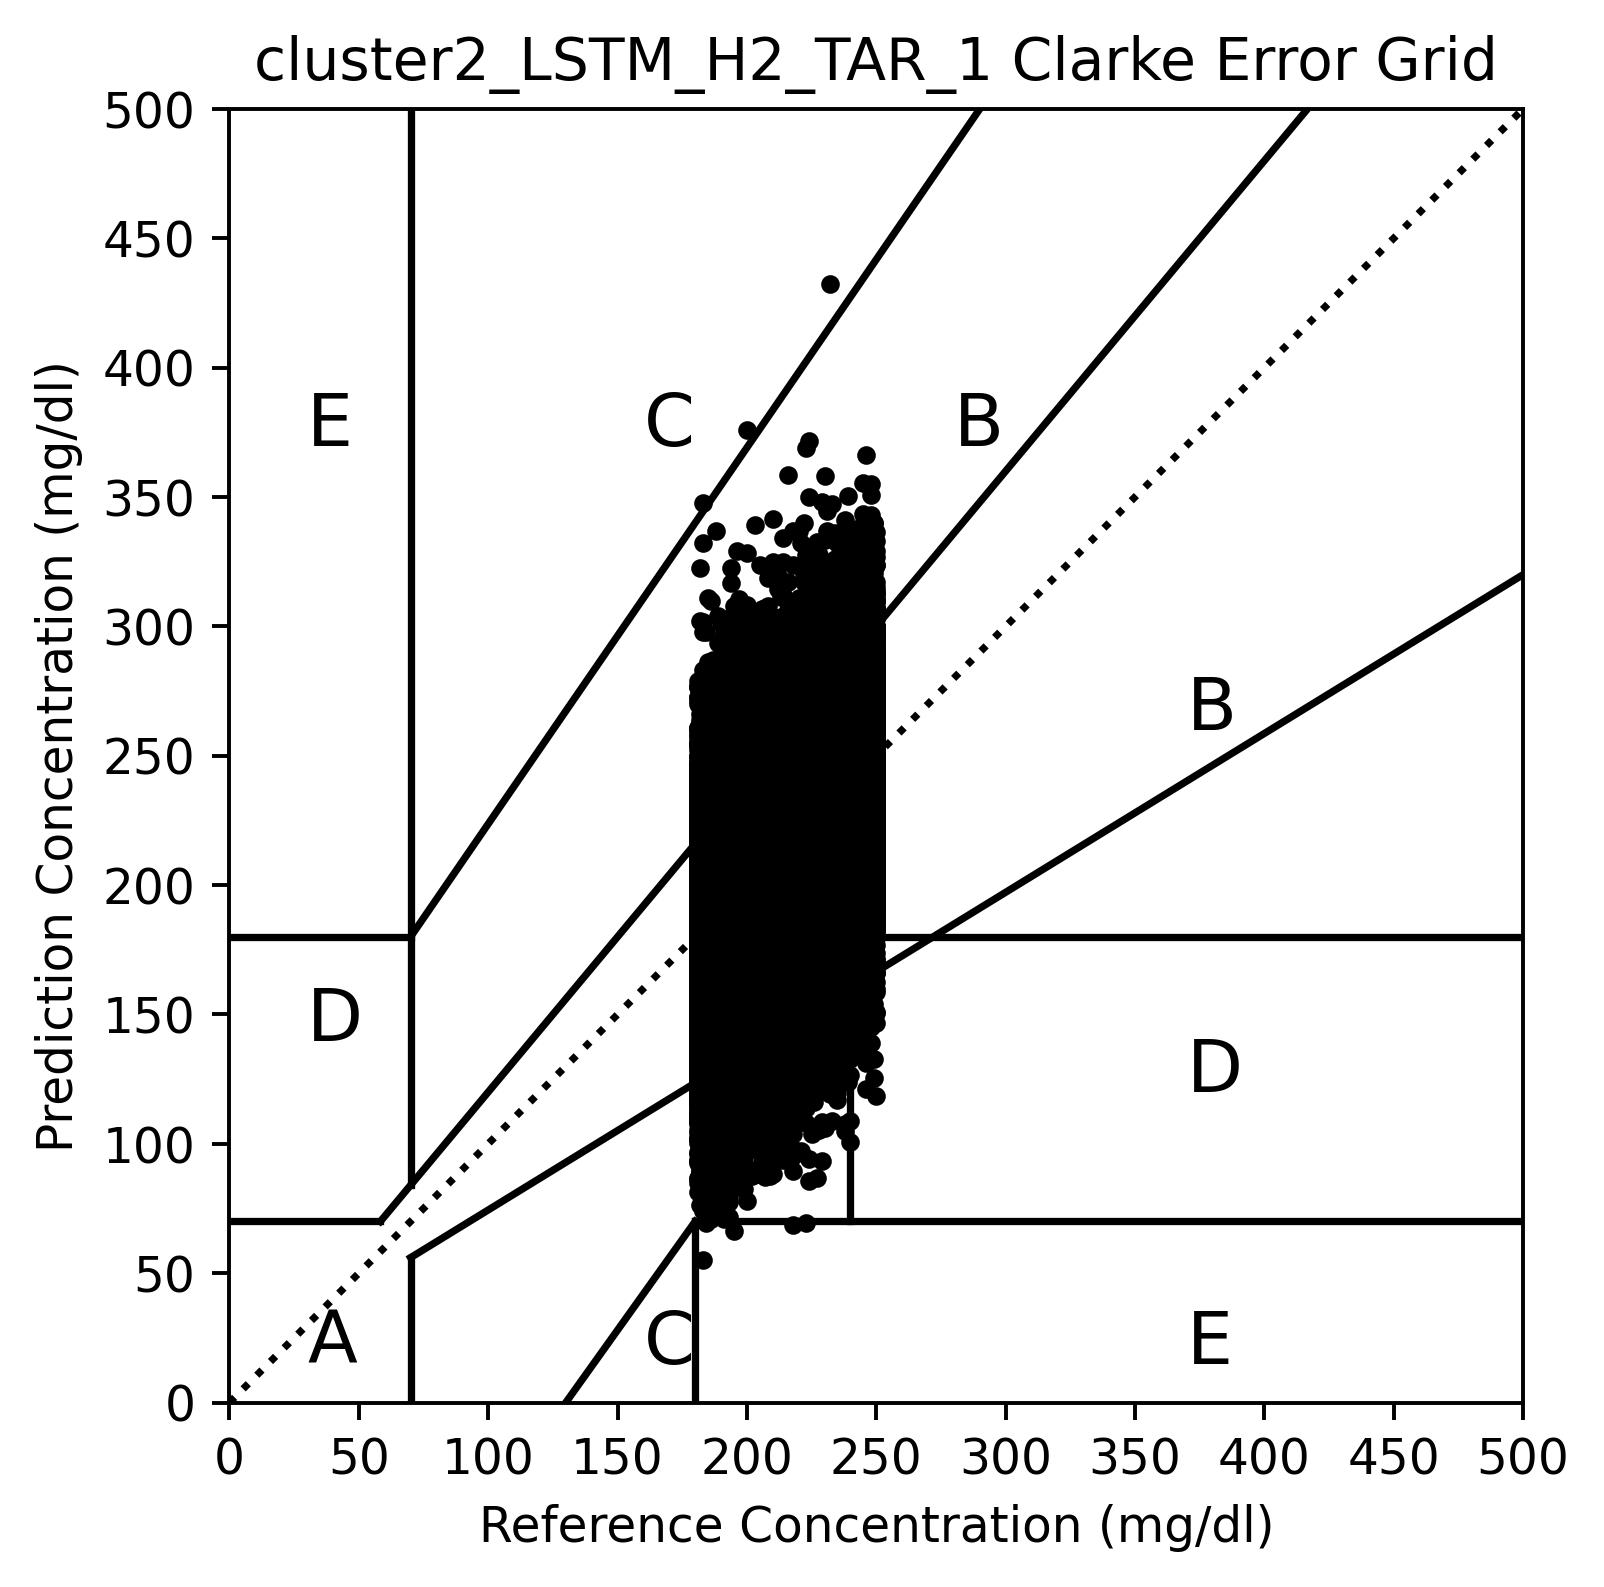 cluster2_LSTM_H2_TAR_1 Clarke Error Grid
500
450
400
350
300
250
200
150
100
50
0
Prediction Concentration (mg/dl)
E
C
B
B
D
D
A
C
E
0 50 100 150 200 250 300 350 400 450 500
Reference Concentration (mg/dl)